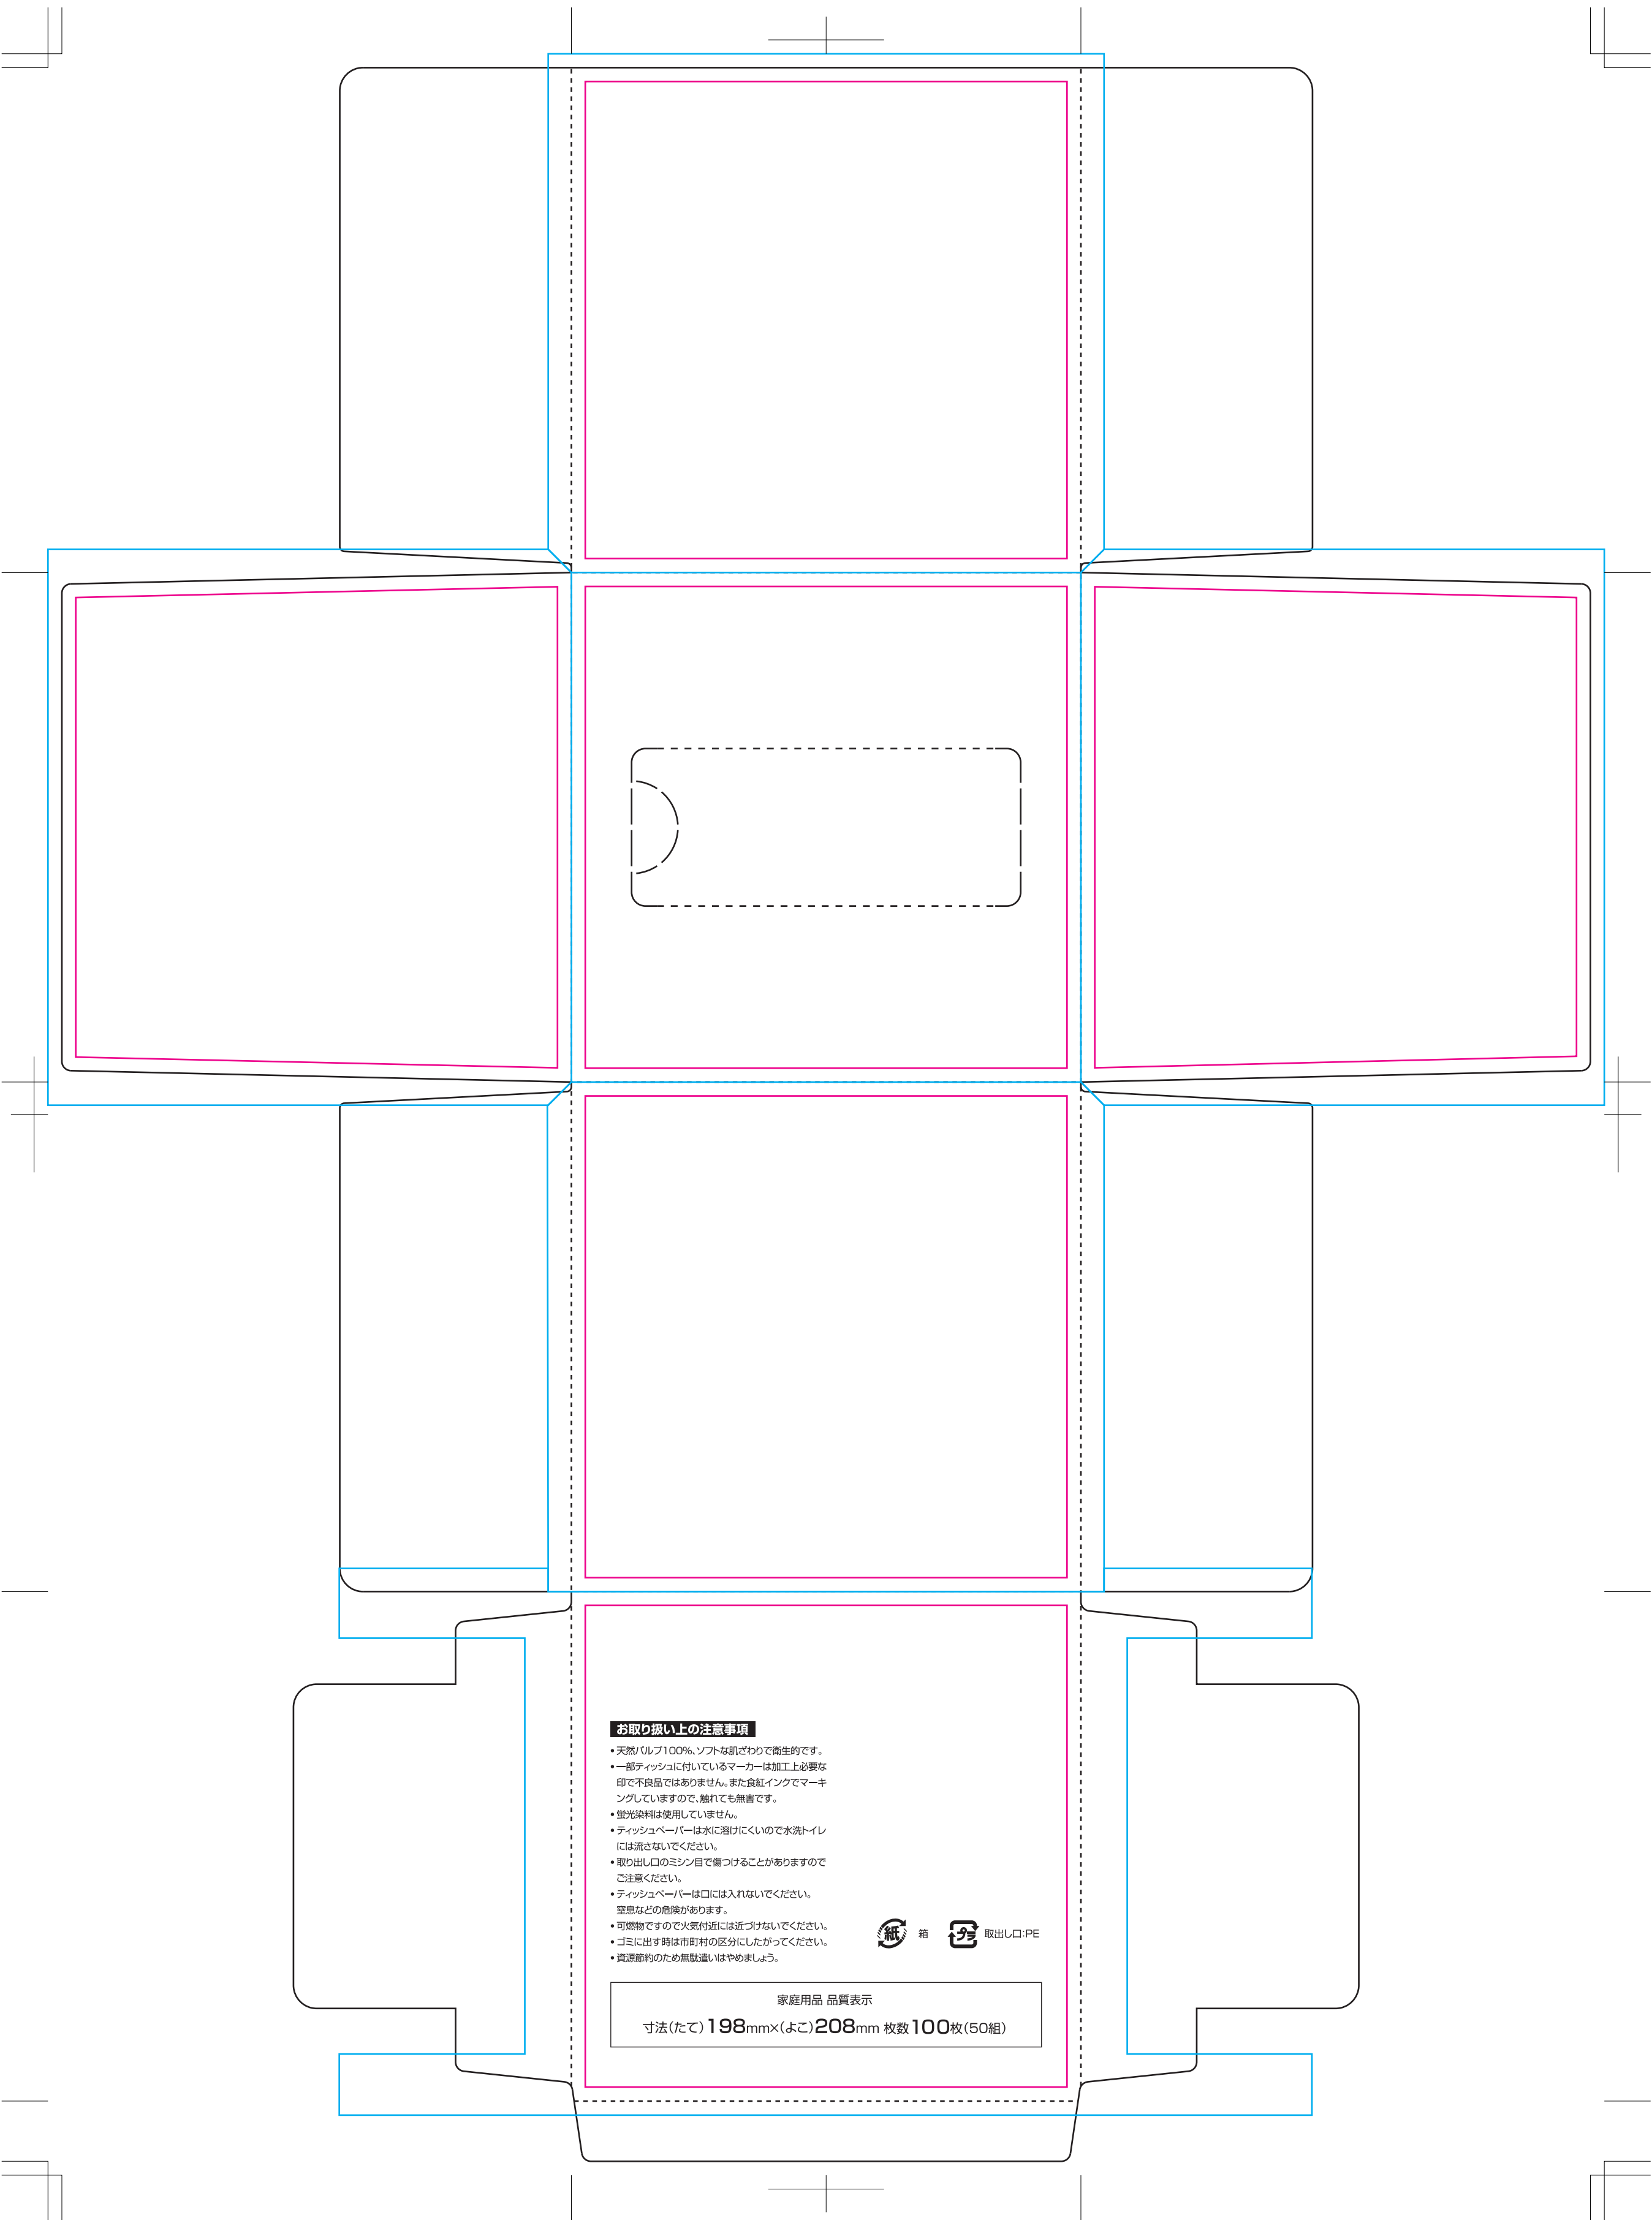 お取り扱い上の注意事項
•天然パルプ100%、ソフトな肌ざわりで衛生的です。
•一部ティッシュに付いているマーカーは加工上必要な
印で不良品ではありません。また食紅インクでマーキ
ングしていますので、触れても無害です。
•蛍光染料は使用していません。
•ティッシュペーパーは水に溶けにくいので水洗トイレ
には流さないでください。
•取り出し口のミシン目で傷つけることがありますので
ご注意ください。
•ティッシュペーパーは口には入れないでください。
窒息などの危険があります。
•可燃物ですので火気付近には近づけないでください。
•ゴミに出す時は市町村の区分にしたがってください。
•資源節約のため無駄遣いはやめましょう。
紙 箱 プラ 取出し口:PE
家庭用品 品質表示
寸法(たて)198mm×(よこ)208mm 枚数100枚(50組)